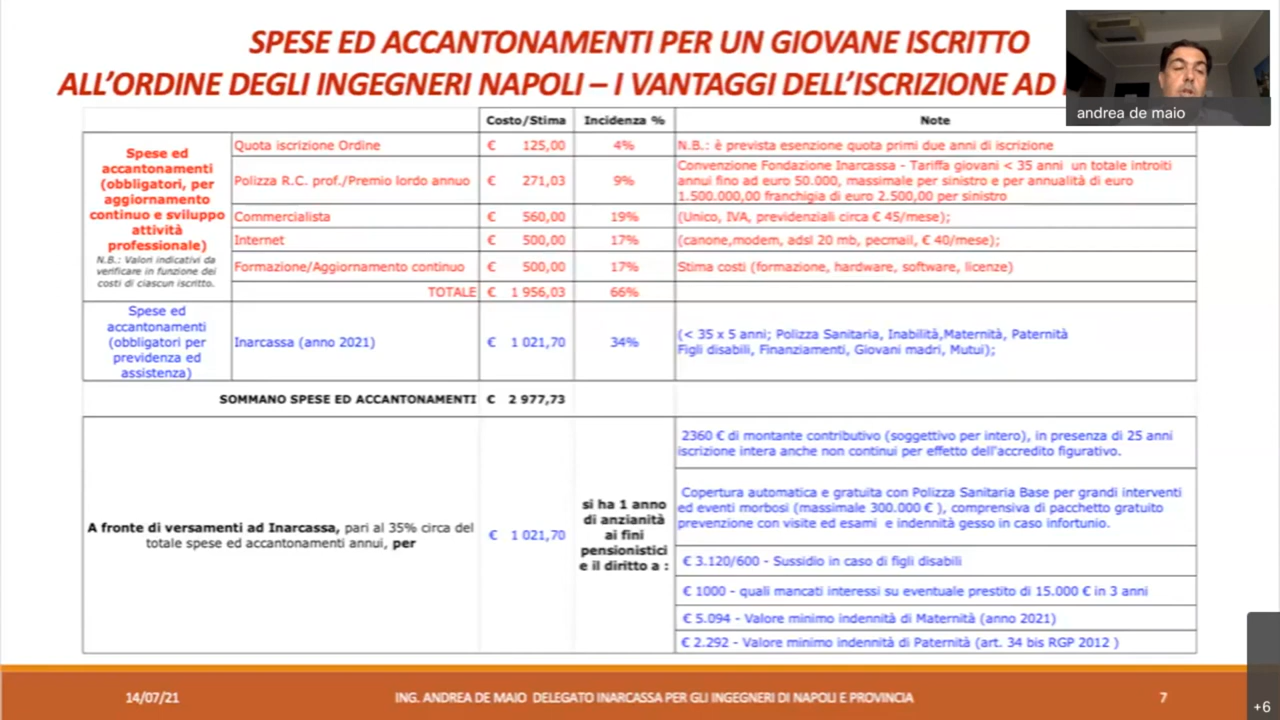 SPESE ED ACCANTONAMENTI PER UN GIOVANE ISCRITTO
ALL'ORDINE DEGLI INGEGNERI NAPOLI – I VANTAGGI DELL'ISCRIZIONE AD
andrea de maio
Costo/Stima Incidenza % Note
Spese ed
accantonamenti
(obbligatori, per
aggiornamento
continuo e sviluppo
attività
professionale)
N.B.: Valori indicativi da
verificare in funzione dei
costi di ciascun iscritto.
Quota iscrizione Ordine € 125,00 4% N.B.: è prevista esenzione quota primi due anni di iscrizione
Polizza R.C. prof./Premio lordo annuo € 271,03 9% Convenzione Fondazione Inarcassa - Tariffa giovani < 35 anni un totale introiti
annui fino ad euro 50.000, massimale per sinistro e per annualità di euro
1.500.000,00 franchigia di euro 2.500,00 per sinistro
Commercialista € 560,00 19% (Unico, IVA, previdenziali circa € 45/mese);
Internet € 500,00 17% (canone,modem, adsl 20 mb, pecmail, € 40/mese);
Formazione/Aggiornamento continuo € 500,00 17% Stima costi (formazione, hardware, software, licenze)
TOTALE € 1 956,03 66%
Spese ed
accantonamenti
(obbligatori per
previdenza ed
assistenza)
Inarcassa (anno 2021) € 1 021,70 34% (< 35 x 5 anni; Polizza Sanitaria, Inabilità,Maternità, Paternità
Figli disabili, Finanziamenti, Giovani madri, Mutui);
SOMMANO SPESE ED ACCANTONAMENTI € 2 977,73
A fronte di versamenti ad Inarcassa, pari al 35% circa del
totale spese ed accantonamenti annui, per
€ 1 021,70
si ha 1 anno
di anzianità
ai fini
pensionistici
e il diritto a :
2360 € di montante contributivo (soggettivo per intero), in presenza di 25 anni
iscrizione intera anche non continui per effetto dell'accredito figurativo.
Copertura automatica e gratuita con Polizza Sanitaria Base per grandi interventi
ed eventi morbosi (massimale 300.000 € ), comprensiva di pacchetto gratuito
prevenzione con visite ed esami e indennità gesso in caso infortunio.
€ 3.120/600 - Sussidio in caso di figli disabili
€ 1000 - quali mancati interessi su eventuale prestito di 15.000 € in 3 anni
€ 5.094 - Valore minimo indennità di Maternità (anno 2021)
€ 2.292 - Valore minimo indennità di Paternità (art. 34 bis RGP 2012 )
14/07/21 ING. ANDREA DE MAIO DELEGATO INARCASSA PER GLI INGEGNERI DI NAPOLI E PROVINCIA 7
+6